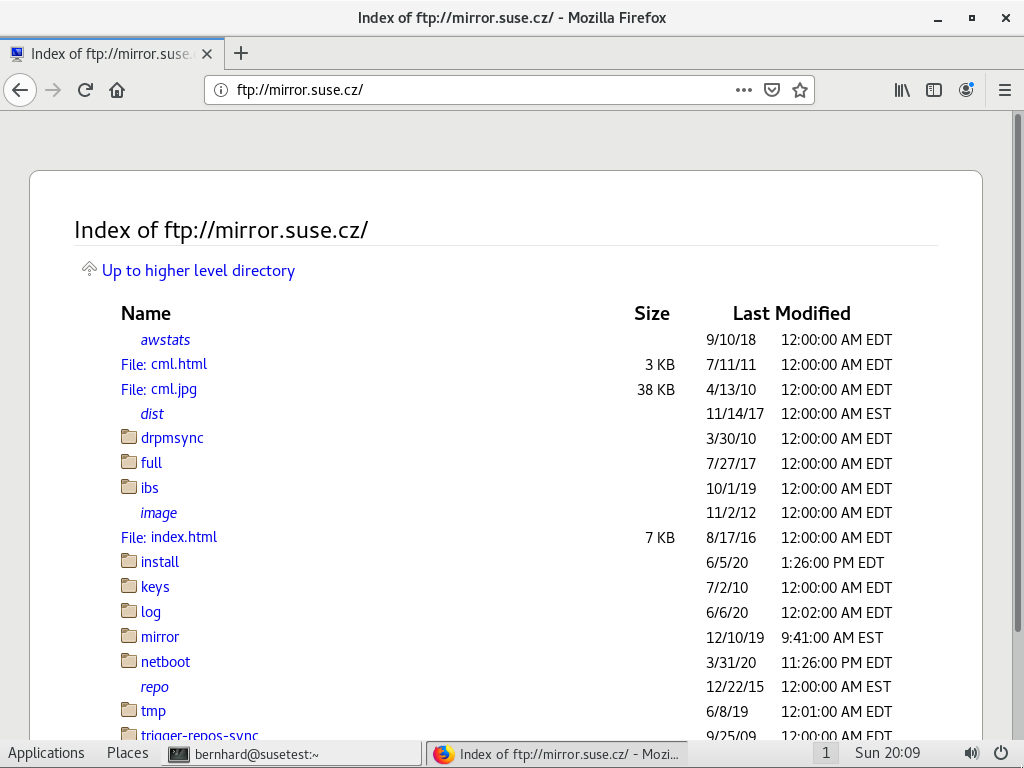 Index of ftp://mirror.suse.cz/ - Mozilla Firefox
Index of ftp://mirror.suse.
ftp://mirror.suse.cz/
Index of ftp://mirror.suse.cz/
Up to higher level directory
Name Size Last Modified
awstats 9/10/18 12:00:00 AM EDT
File: cml.html 3 KB 7/11/11 12:00:00 AM EDT
File: cml.jpg 38 KB 4/13/10 12:00:00 AM EDT
dist 11/14/17 12:00:00 AM EST
drpmsync 3/30/10 12:00:00 AM EDT
full 7/27/17 12:00:00 AM EDT
ibs 10/1/19 12:00:00 AM EDT
image 11/2/12 12:00:00 AM EDT
File: index.html 7 KB 8/17/16 12:00:00 AM EDT
install 6/5/20 1:26:00 PM EDT
keys 7/2/10 12:00:00 AM EDT
log 6/6/20 12:02:00 AM EDT
mirror 12/10/19 9:41:00 AM EST
netboot 3/31/20 11:26:00 PM EDT
repo 12/22/15 12:00:00 AM EST
tmp 6/8/19 12:01:00 AM EDT
trigger-repos-sync 9/25/09 12:00:00 AM EDT
Applications Places bernhard@susetest:~ Index of ftp://mirror.suse.cz/ - Mozi... 1 Sun 20:09